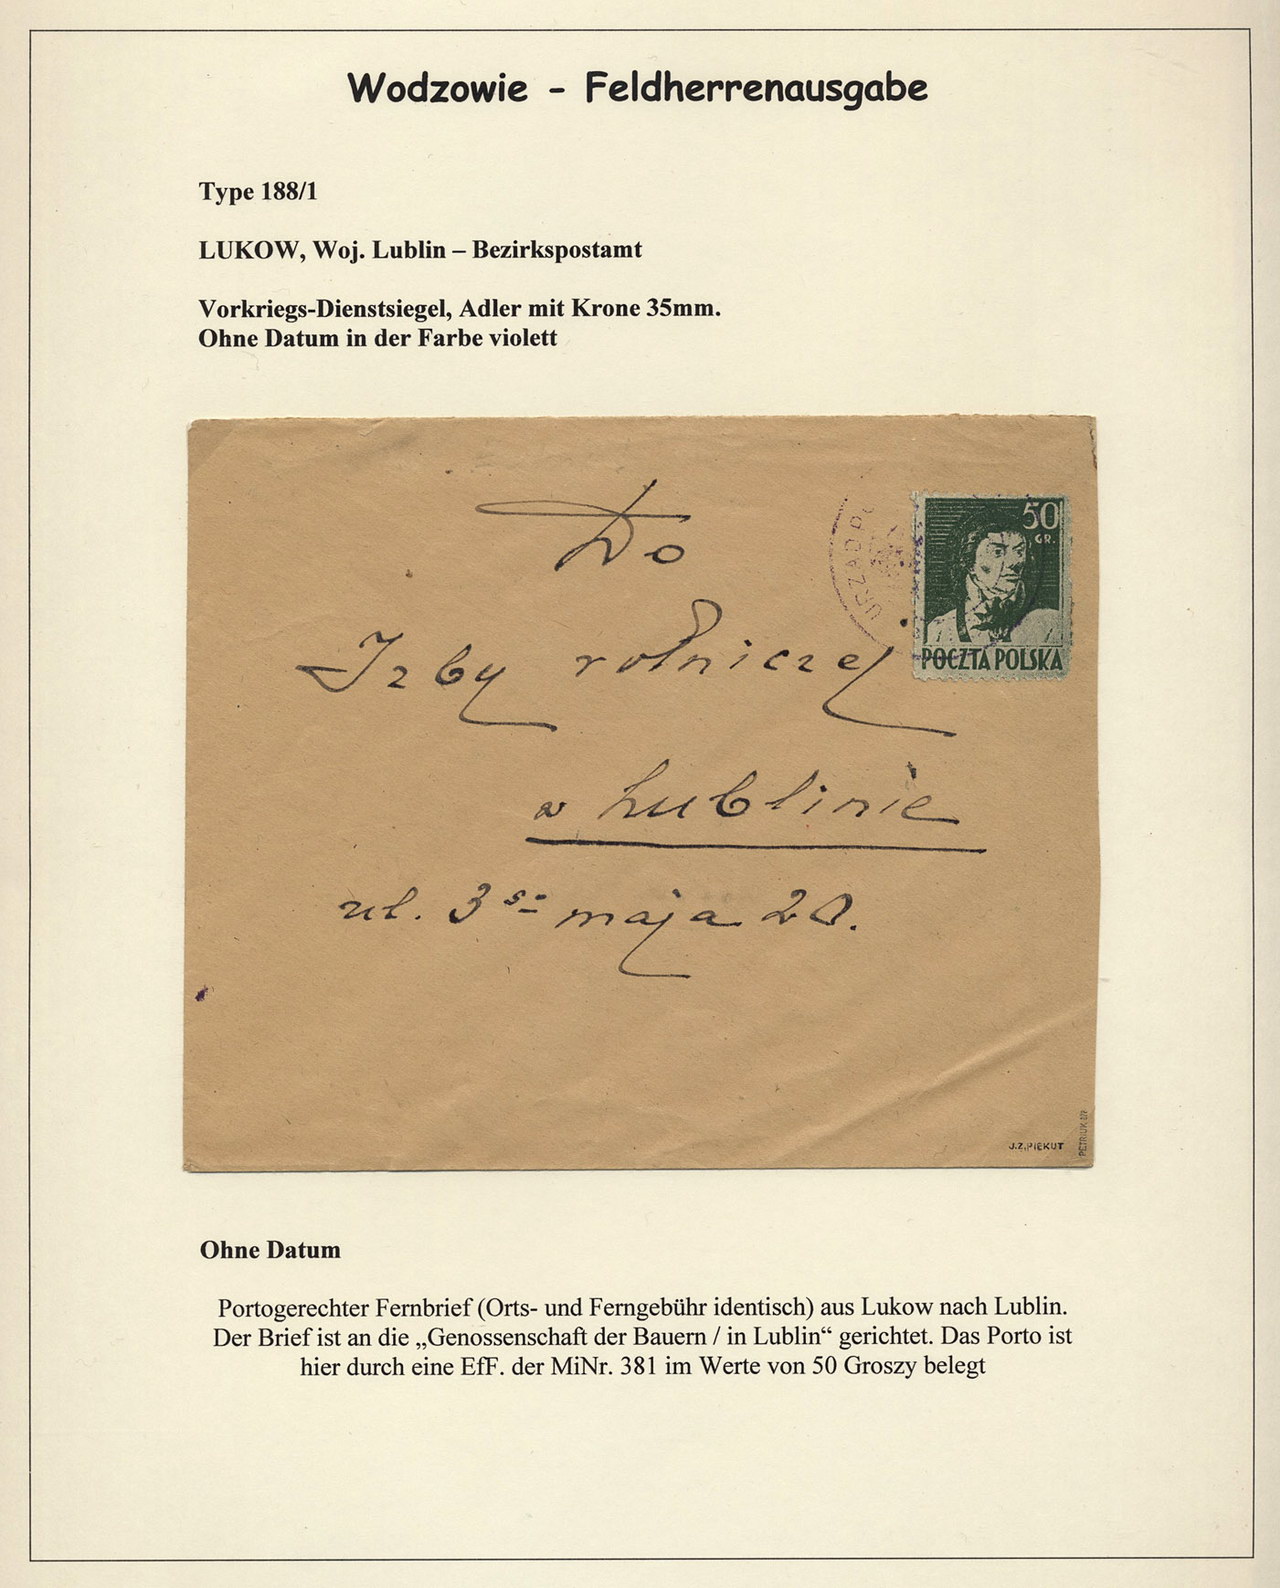 Wodzowie - Feldherrenausgabe
Type 188/1
LUKOW, Woj. Lublin – Bezirkspostamt
Vorkriegs-Dienstsiegel, Adler mit Krone 35mm.
Ohne Datum in der Farbe violett
URZĄD PO
50
GR.
POCZTA POLSKA
Do
Izby rolniczej
w Lublinie
ul. 3
maja 20.
J.Z.PIEKUT
Ohne Datum
Portogerechter Fernbrief (Orts- und Ferngebühr identisch) aus Lukow nach Lublin.
Der Brief ist an die „Genossenschaft der Bauern / in Lublin“ gerichtet. Das Porto ist
hier durch eine EfF. der MiNr. 381 im Werte von 50 Groszy belegt